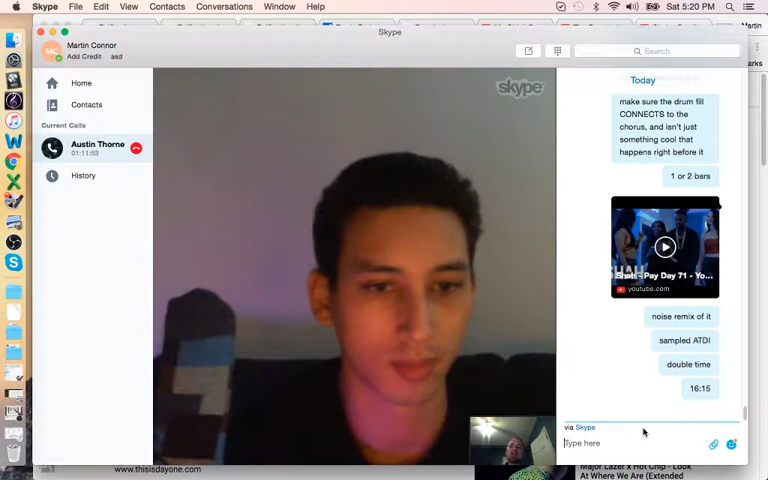 Skype File Edit View Contacts Conversations Window Help Sat 5:20 PM
Martin
Skype
Martin Connor
Add Credit asd
Search
Home
Contacts
Current Calls
Austin Thorne
01:11:53
History
skype
Today
make sure the drum fill
CONNECTS to the
chorus, and isn't just
something cool that
happens right before it
1 or 2 bars
Shah - Pay Day 71 - Yo...
youtube.com
noise remix of it
sampled ATDI
double time
16:15
via Skype
Type here
www.thisisdayone.com
Major Lazer x Hot Chip - Look
At Where We Are (Extended